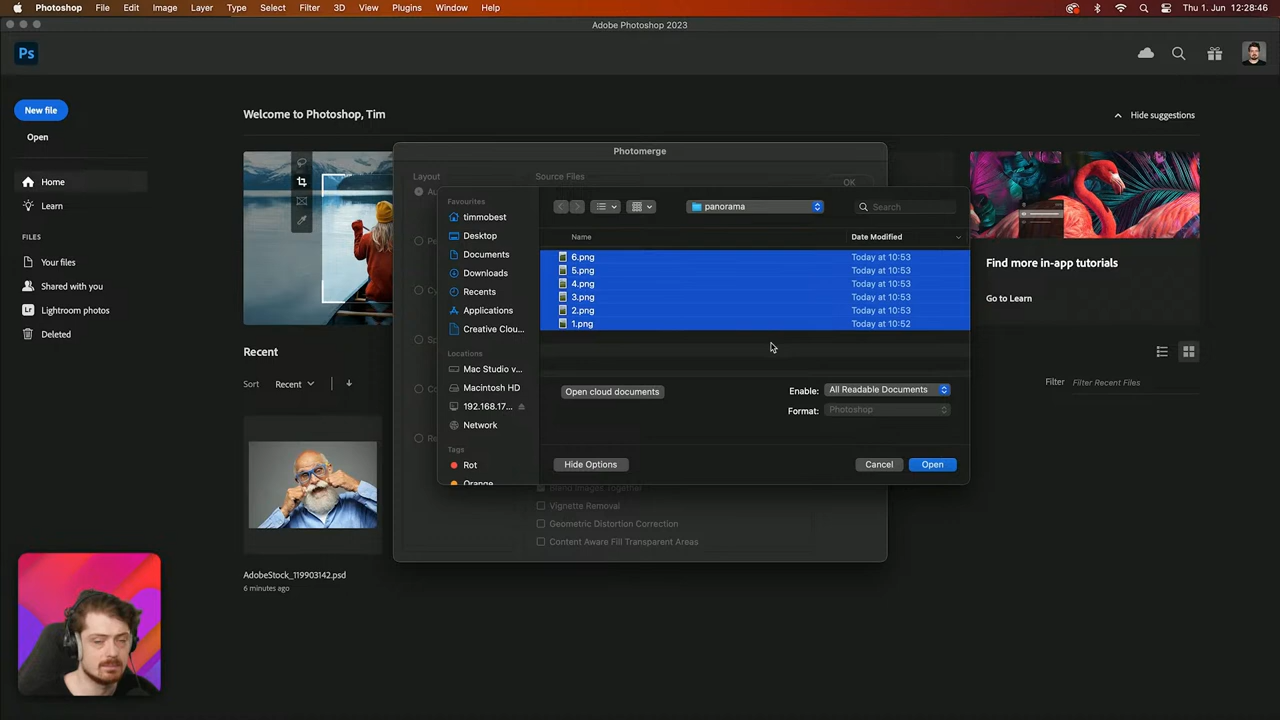 Photoshop File Edit Image Layer Type Select Filter 3D View Plugins Window Help Thu 1. Jun 12:28:46
Adobe Photoshop 2023
Ps
New file
Welcome to Photoshop, Tim
Hide suggestions
Open
Photomerge
Layout
Source Files
OK
Home
Learn
FILES
Your files
Shared with you
Lightroom photos
Deleted
Favourites
timmobest
Desktop
Documents
Downloads
Recents
Applications
Creative Clou...
Locations
Mac Studio v...
Macintosh HD
192.168.17...
Network
Tags
Rot
Orange
panorama
Search
Name Date Modified
6.png Today at 10:53
5.png Today at 10:53
4.png Today at 10:53
3.png Today at 10:53
2.png Today at 10:53
1.png Today at 10:52
Open cloud documents
Enable: All Readable Documents
Format: Photoshop
Hide Options
Cancel
Open
Blend Images Together
Vignette Removal
Geometric Distortion Correction
Content Aware Fill Transparent Areas
Find more in-app tutorials
Go to Learn
Recent
Sort Recent
Filter Filter Recent Files
AdobeStock_119903142.psd
6 minutes ago